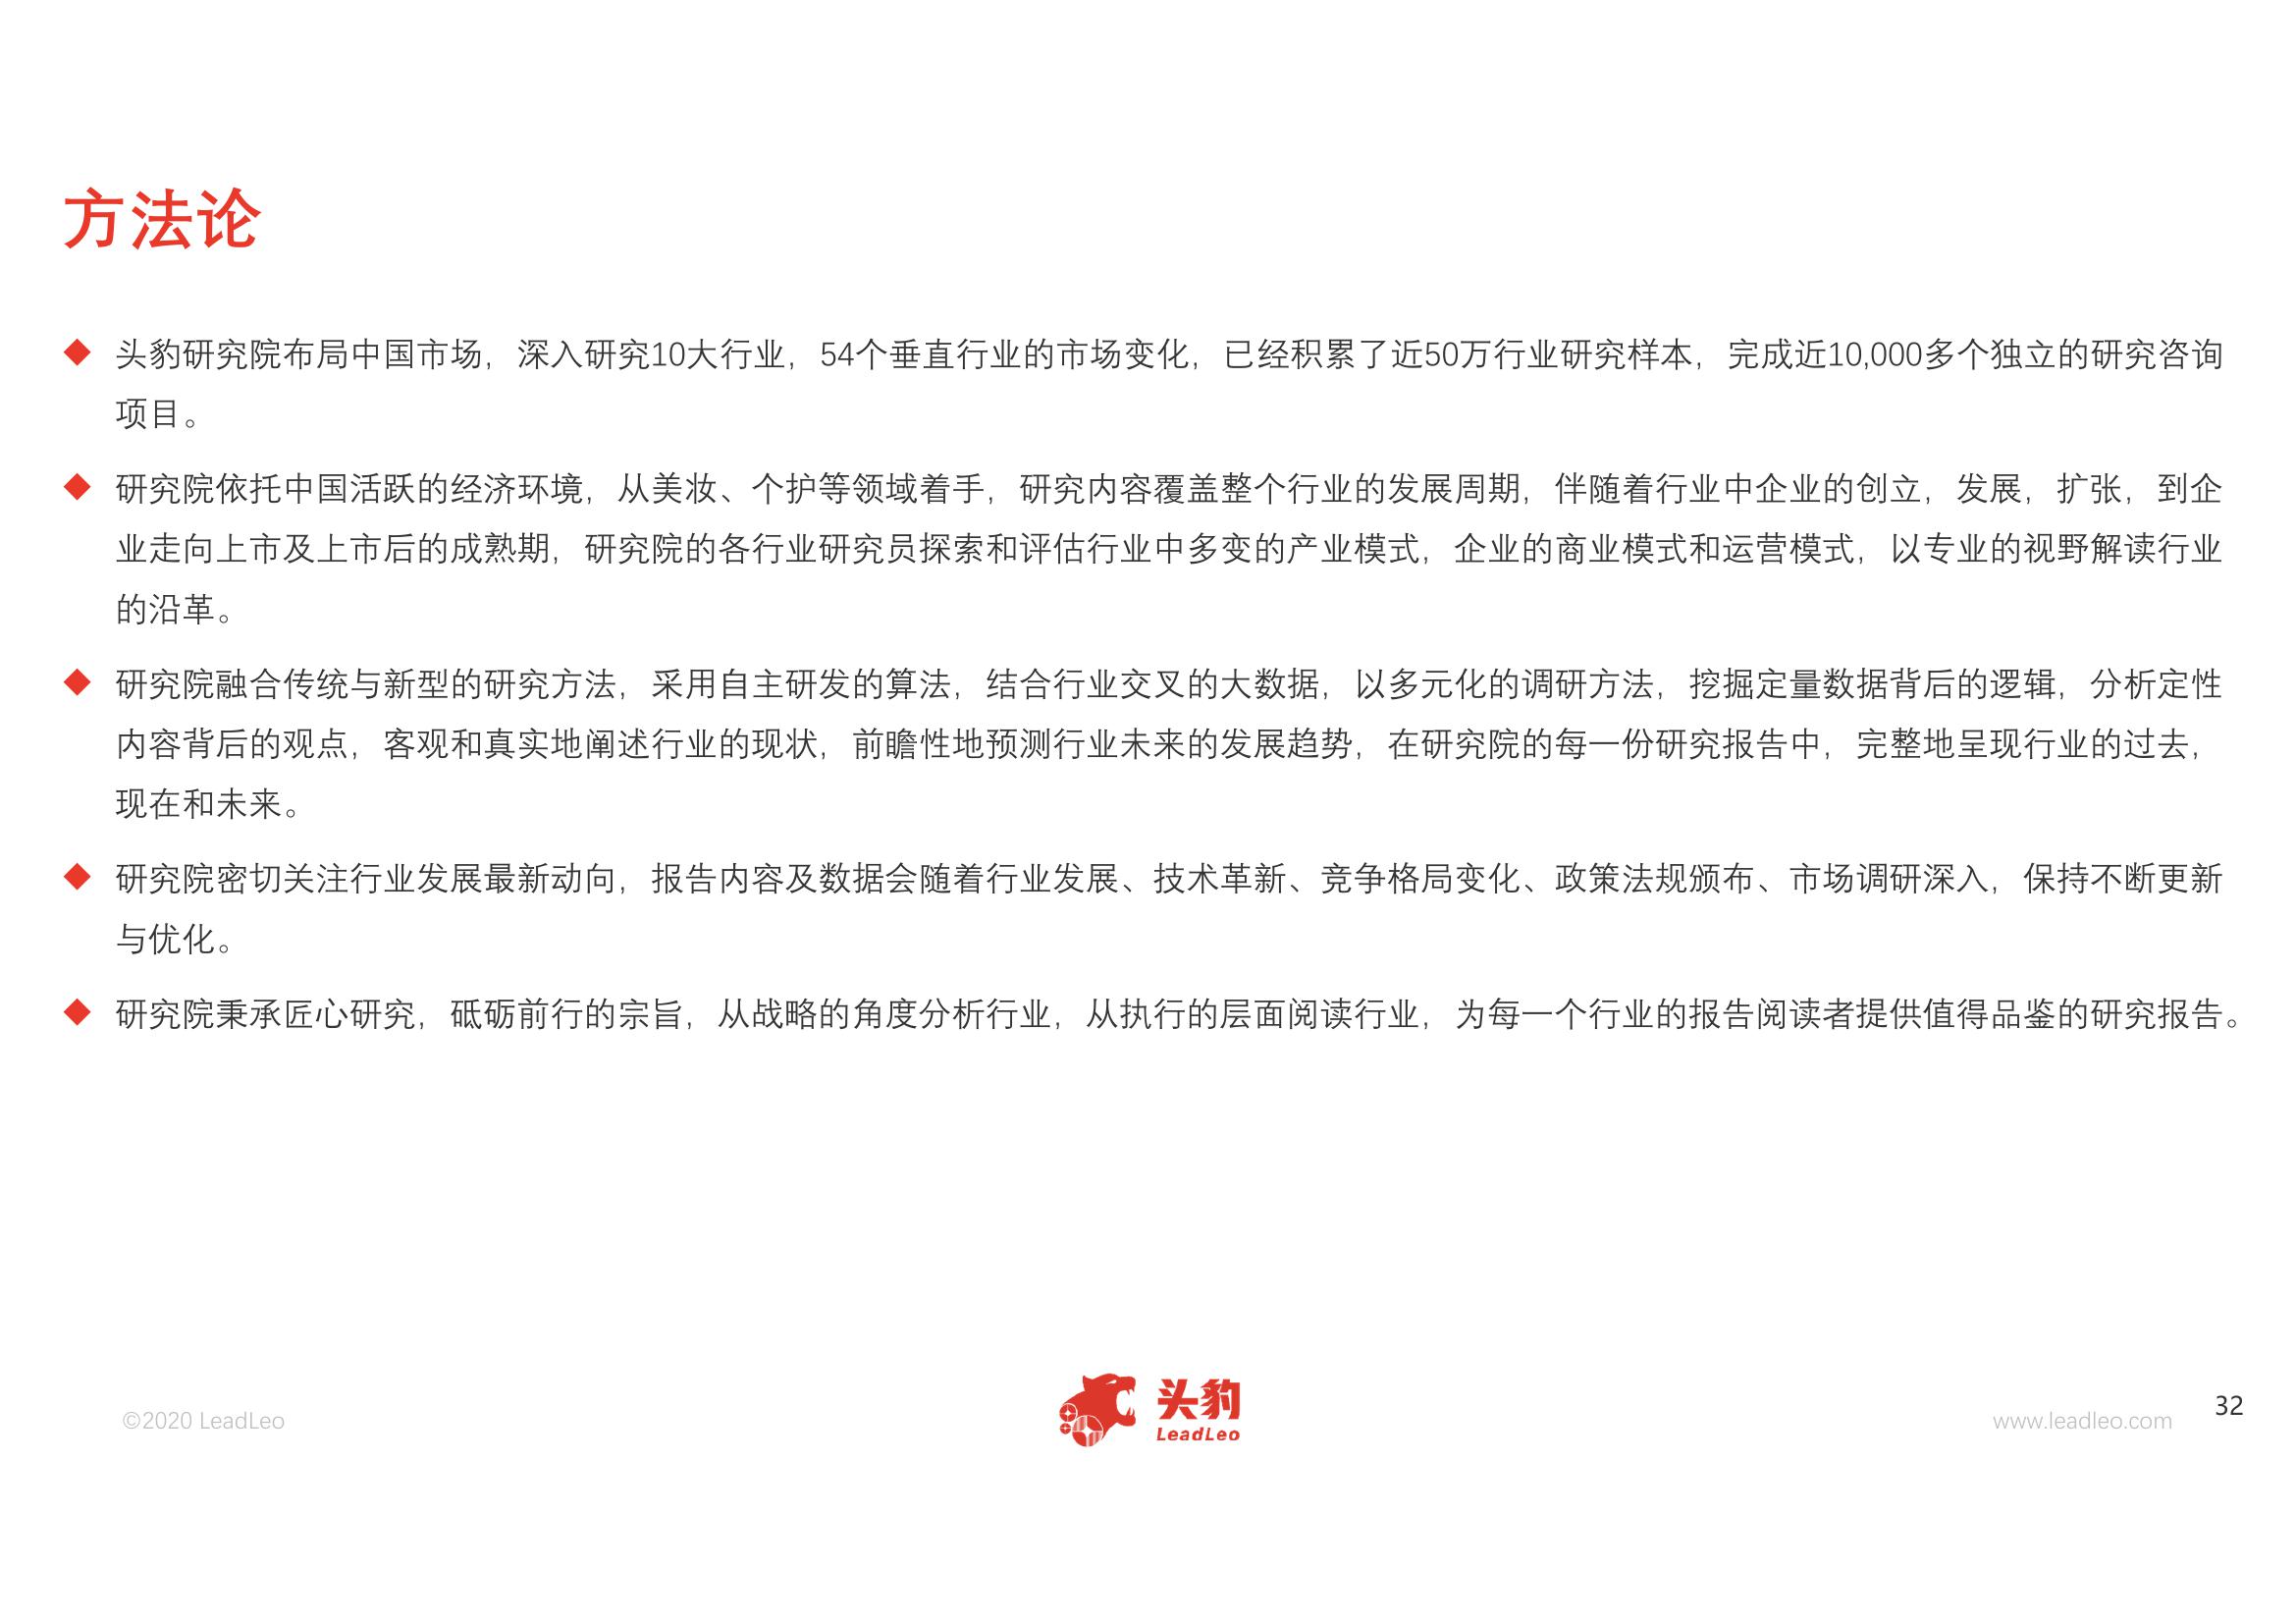 方法论
◆ 头豹研究院布局中国市场，深入研究10大行业，54个垂直行业的市场变化，已经积累了近50万行业研究样本，完成近10,000多个独立的研究咨询
项目。
◆ 研究院依托中国活跃的经济环境，从美妆、个护等领域着手，研究内容覆盖整个行业的发展周期，伴随着行业中企业的创立，发展，扩张，到企
业走向上市及上市后的成熟期，研究院的各行业研究员探索和评估行业中多变的产业模式，企业的商业模式和运营模式，以专业的视野解读行业
的沿革。
◆ 研究院融合传统与新型的研究方法，采用自主研发的算法，结合行业交叉的大数据，以多元化的调研方法，挖掘定量数据背后的逻辑，分析定性
内容背后的观点，客观和真实地阐述行业的现状，前瞻性地预测行业未来的发展趋势，在研究院的每一份研究报告中，完整地呈现行业的过去，
现在和未来。
◆ 研究院密切关注行业发展最新动向，报告内容及数据会随着行业发展、技术革新、竞争格局变化、政策法规颁布、市场调研深入，保持不断更新
与优化。
◆ 研究院秉承匠心研究，砥砺前行的宗旨，从战略的角度分析行业，从执行的层面阅读行业，为每一个行业的报告阅读者提供值得品鉴的研究报告。
©2020 LeadLeo
头豹
LeadLeo
www.leadleo.com
32